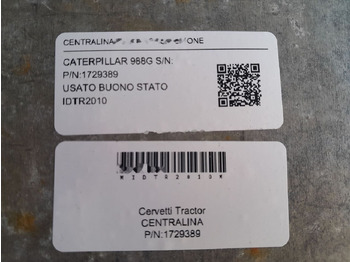 CENTRALINA
CATERPILLAR 988G S/N.
P/N:1729389
USATO BUONO STATO
IDTR2010
Cervetti Tractor
CENTRALINA
P/N:1729389